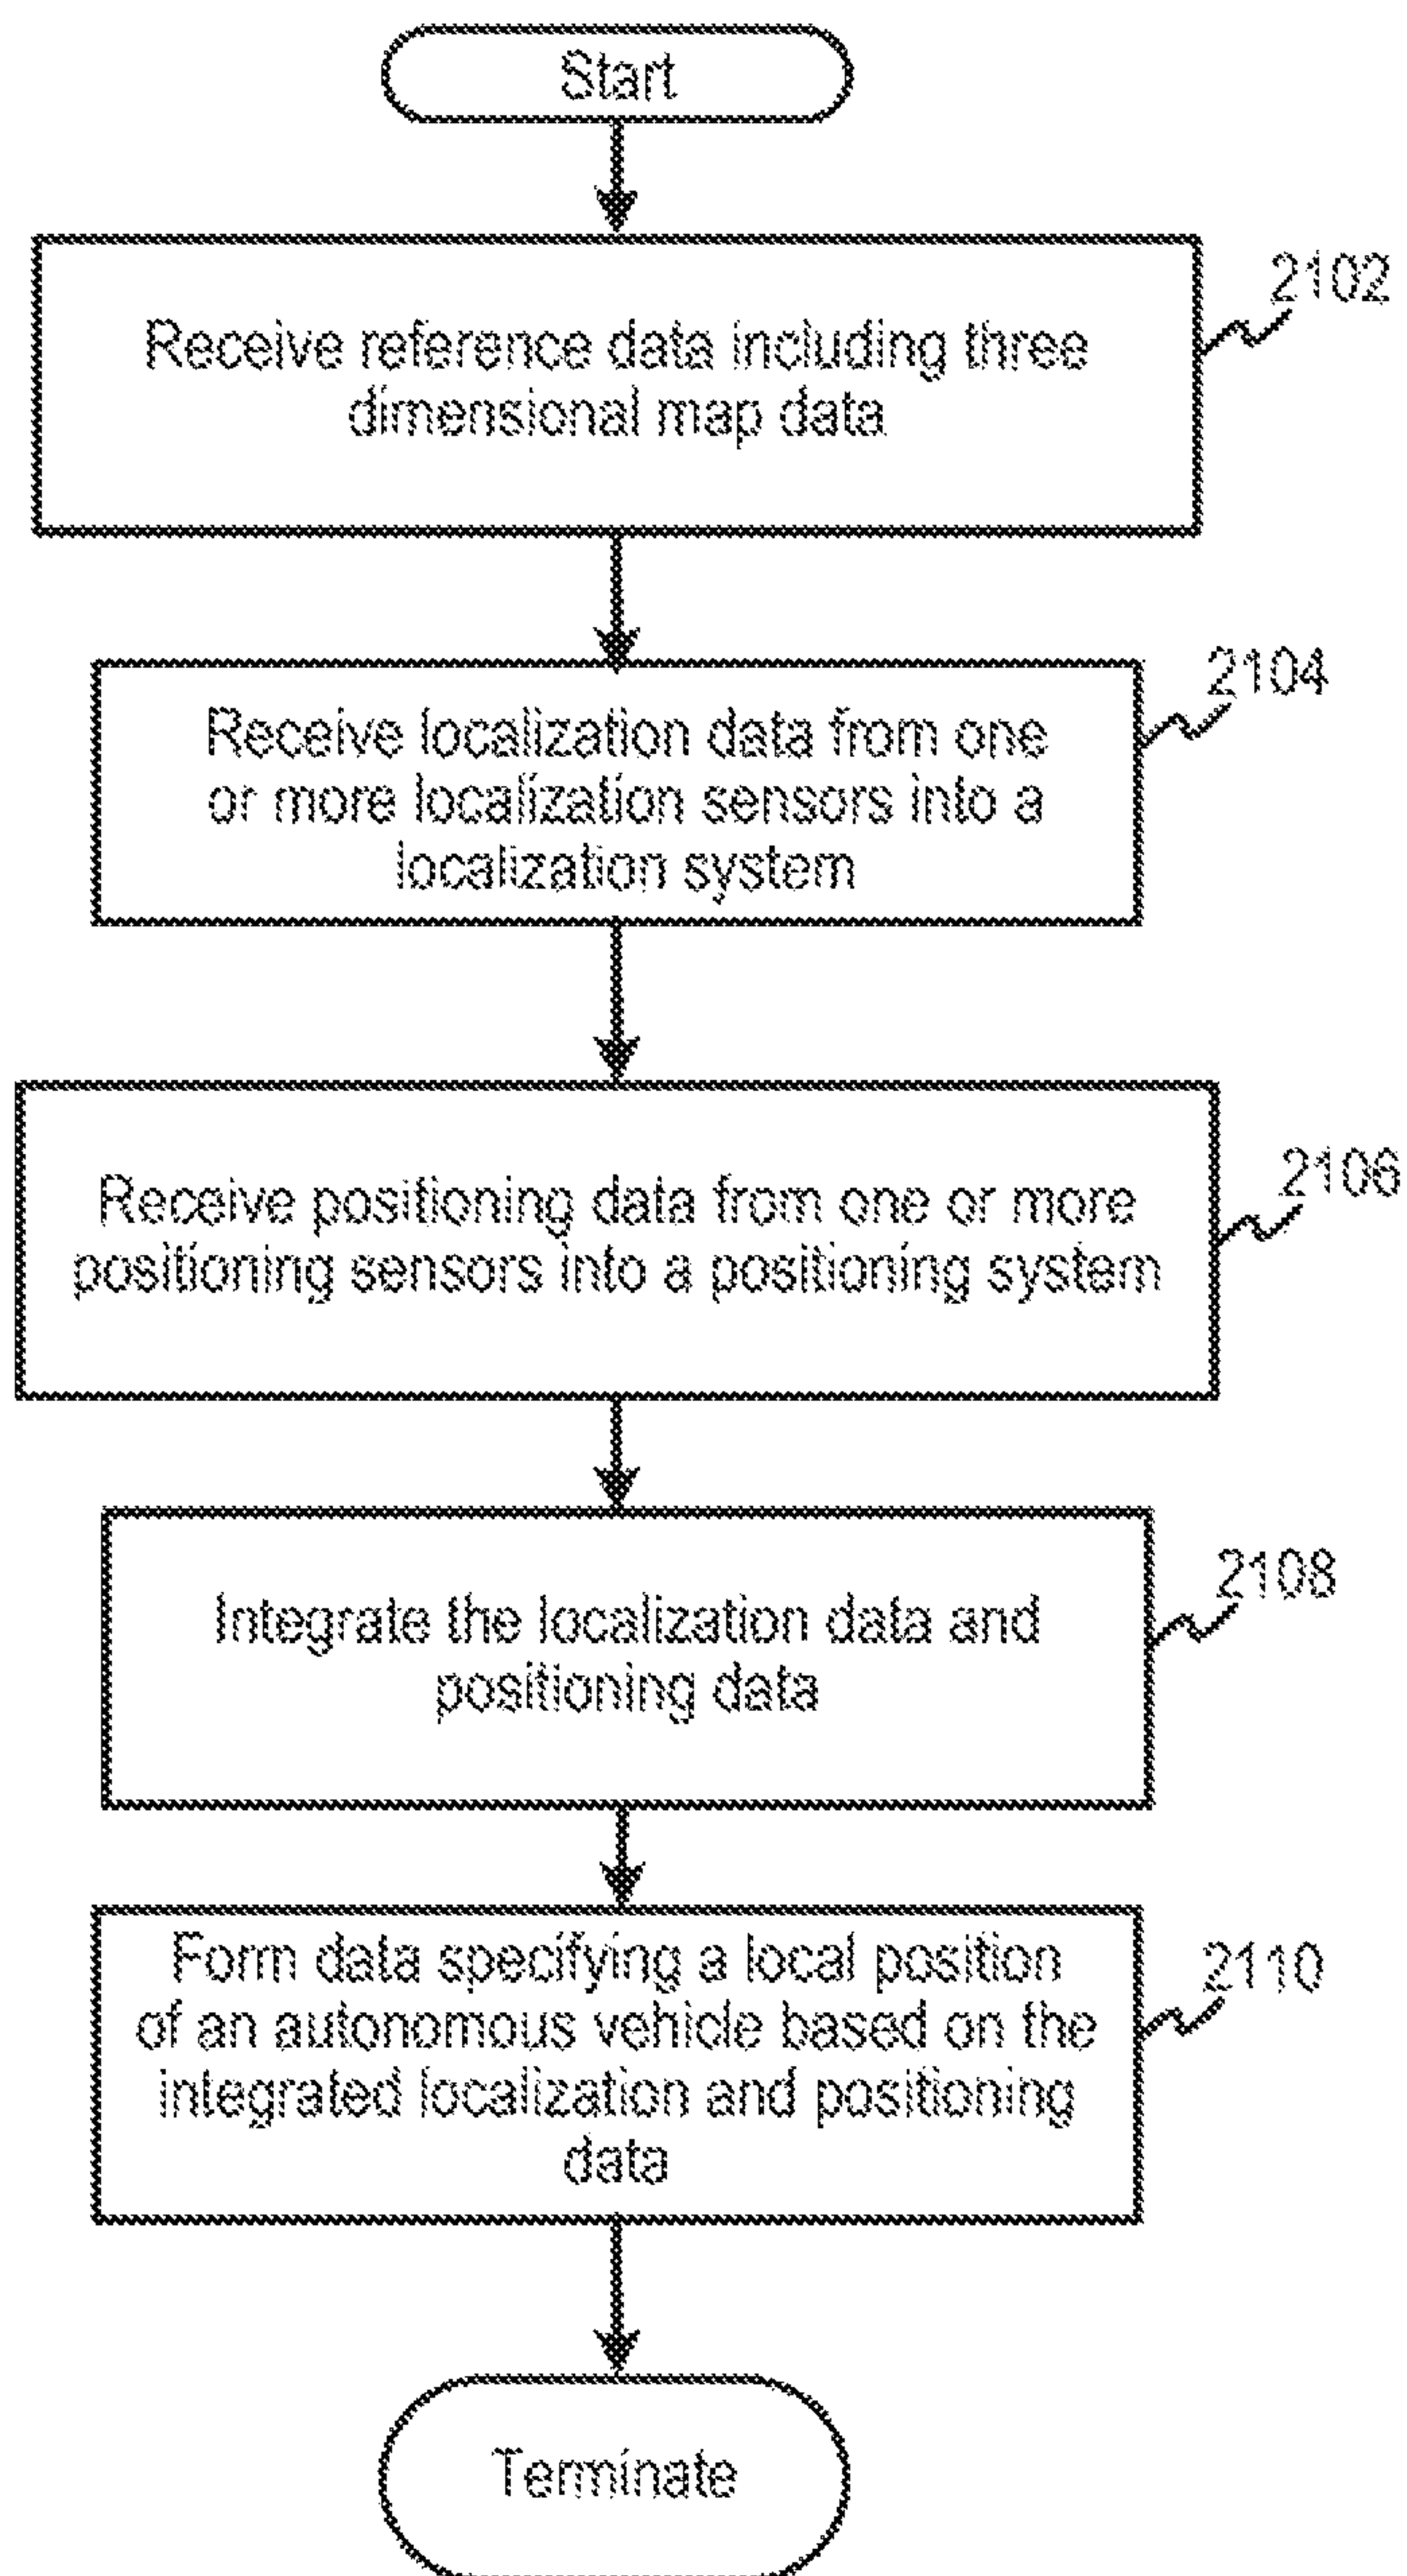 Start
2102
Receive reference data including three
dimensional map data
2104
Receive localization data from one
or more localization sensors into a
localization system
2106
Receive positioning data from one or more
positioning sensors into a positioning system
2108
Integrate the localization data and
positioning data
2110
Form data specifying a local position
of an autonomous vehicle based on the
integrated localization and positioning
data
Terminate